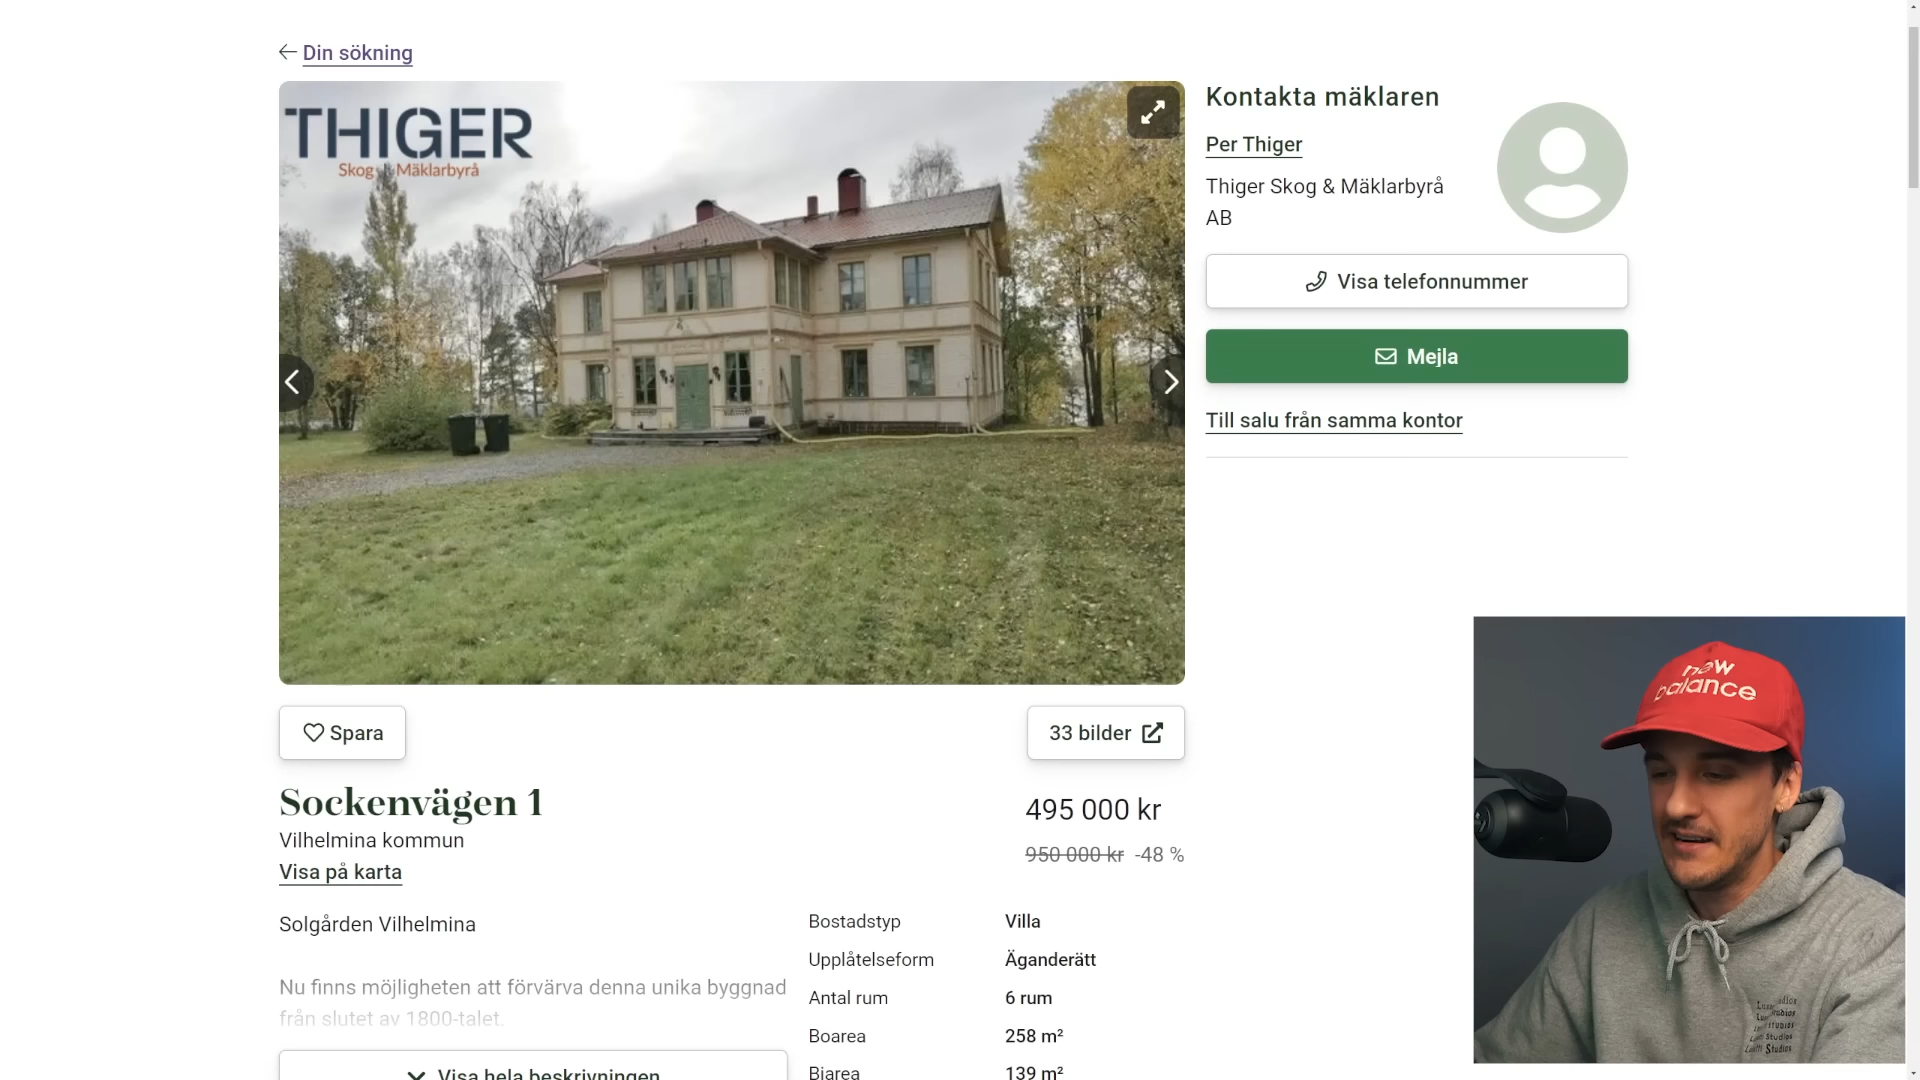 Din sökning
THIGER
Skog Mäklarbyrå
Kontakta mäklaren
Per Thiger
Thiger Skog & Mäklarbyrå
AB
Visa telefonnummer
Mejla
Till salu från samma kontor
Spara
33 bilder
Sockenvägen 1
Vilhelmina kommun
Visa på karta
495 000 kr
950 000 kr -48 %
Solgården Vilhelmina
Nu finns möjligheten att förvärva denna unika byggnad
från slutet av 1800-talet.
Visa hela beskrivningen
Bostadstyp Villa
Upplåtelseform Äganderätt
Antal rum 6 rum
Boarea 258 m²
Biarea 139 m²
new
balance
Studios
Studios